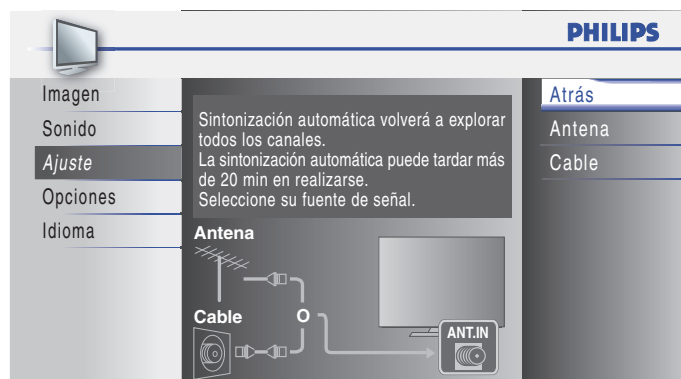 PHILIPS
Imagen
Sonido
Ajuste
Opciones
Idioma
Sintonización automática volverá a explorar
todos los canales.
La sintonización automática puede tardar más
de 20 min en realizarse.
Seleccione su fuente de señal.
Antena
Cable
O
ANT.IN
Atrás
Antena
Cable